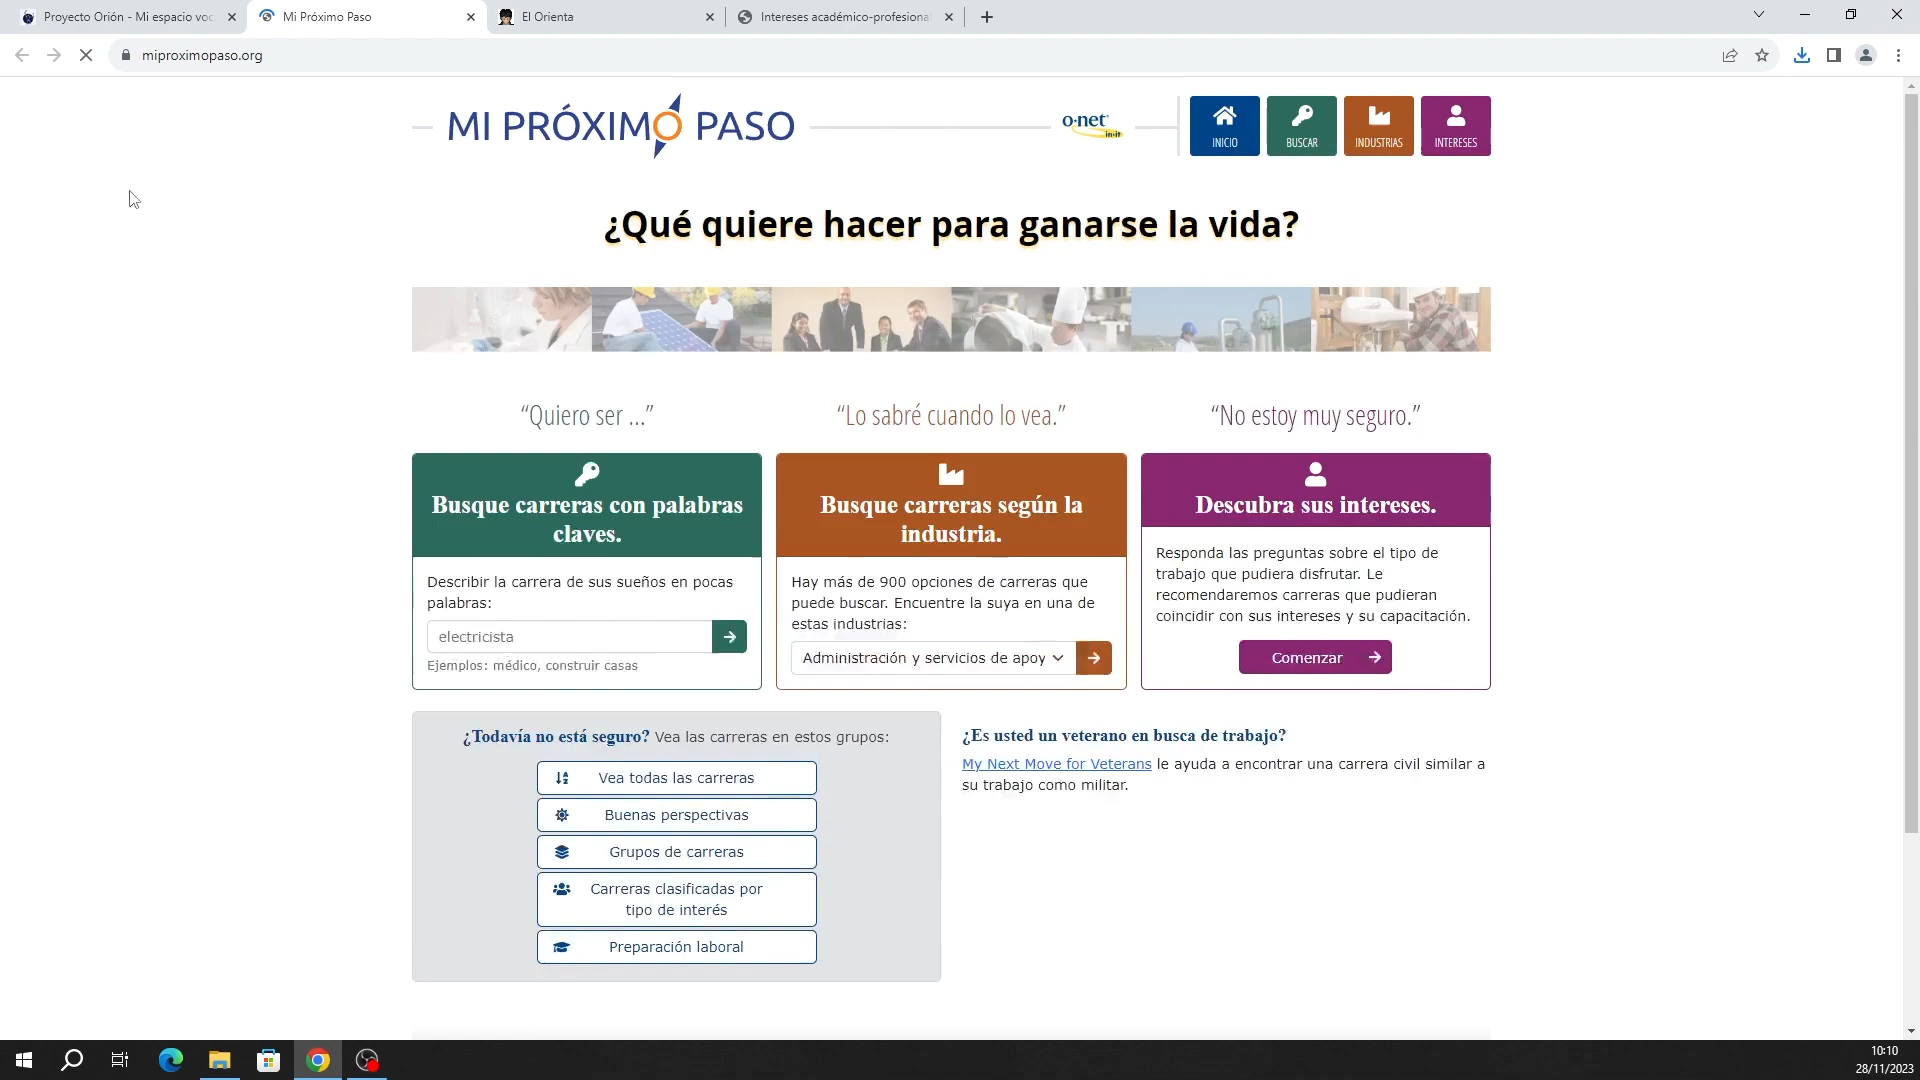 Proyecto Orión - Mi espacio voc
Mi Próximo Paso
El Orienta
Intereses académico-profesiona
miproximopaso.org
MI PRÓXIMO PASO
o·net
in-it
INICIO
BUSCAR
INDUSTRIAS
INTERESES
¿Qué quiere hacer para ganarse la vida?
“Quiero ser ...”
“Lo sabré cuando lo vea.”
“No estoy muy seguro.”
Busque carreras con palabras
claves.
Describir la carrera de sus sueños en pocas
palabras:
electricista
Ejemplos: médico, construir casas
Busque carreras según la
industria.
Hay más de 900 opciones de carreras que
puede buscar. Encuentre la suya en una de
estas industrias:
Administración y servicios de apoy
Descubra sus intereses.
Responda las preguntas sobre el tipo de
trabajo que pudiera disfrutar. Le
recomendaremos carreras que pudieran
coincidir con sus intereses y su capacitación.
Comenzar
¿Todavía no está seguro? Vea las carreras en estos grupos:
Vea todas las carreras
Buenas perspectivas
Grupos de carreras
Carreras clasificadas por
tipo de interés
Preparación laboral
¿Es usted un veterano en busca de trabajo?
My Next Move for Veterans le ayuda a encontrar una carrera civil similar a
su trabajo como militar.
10:10
28/11/2023